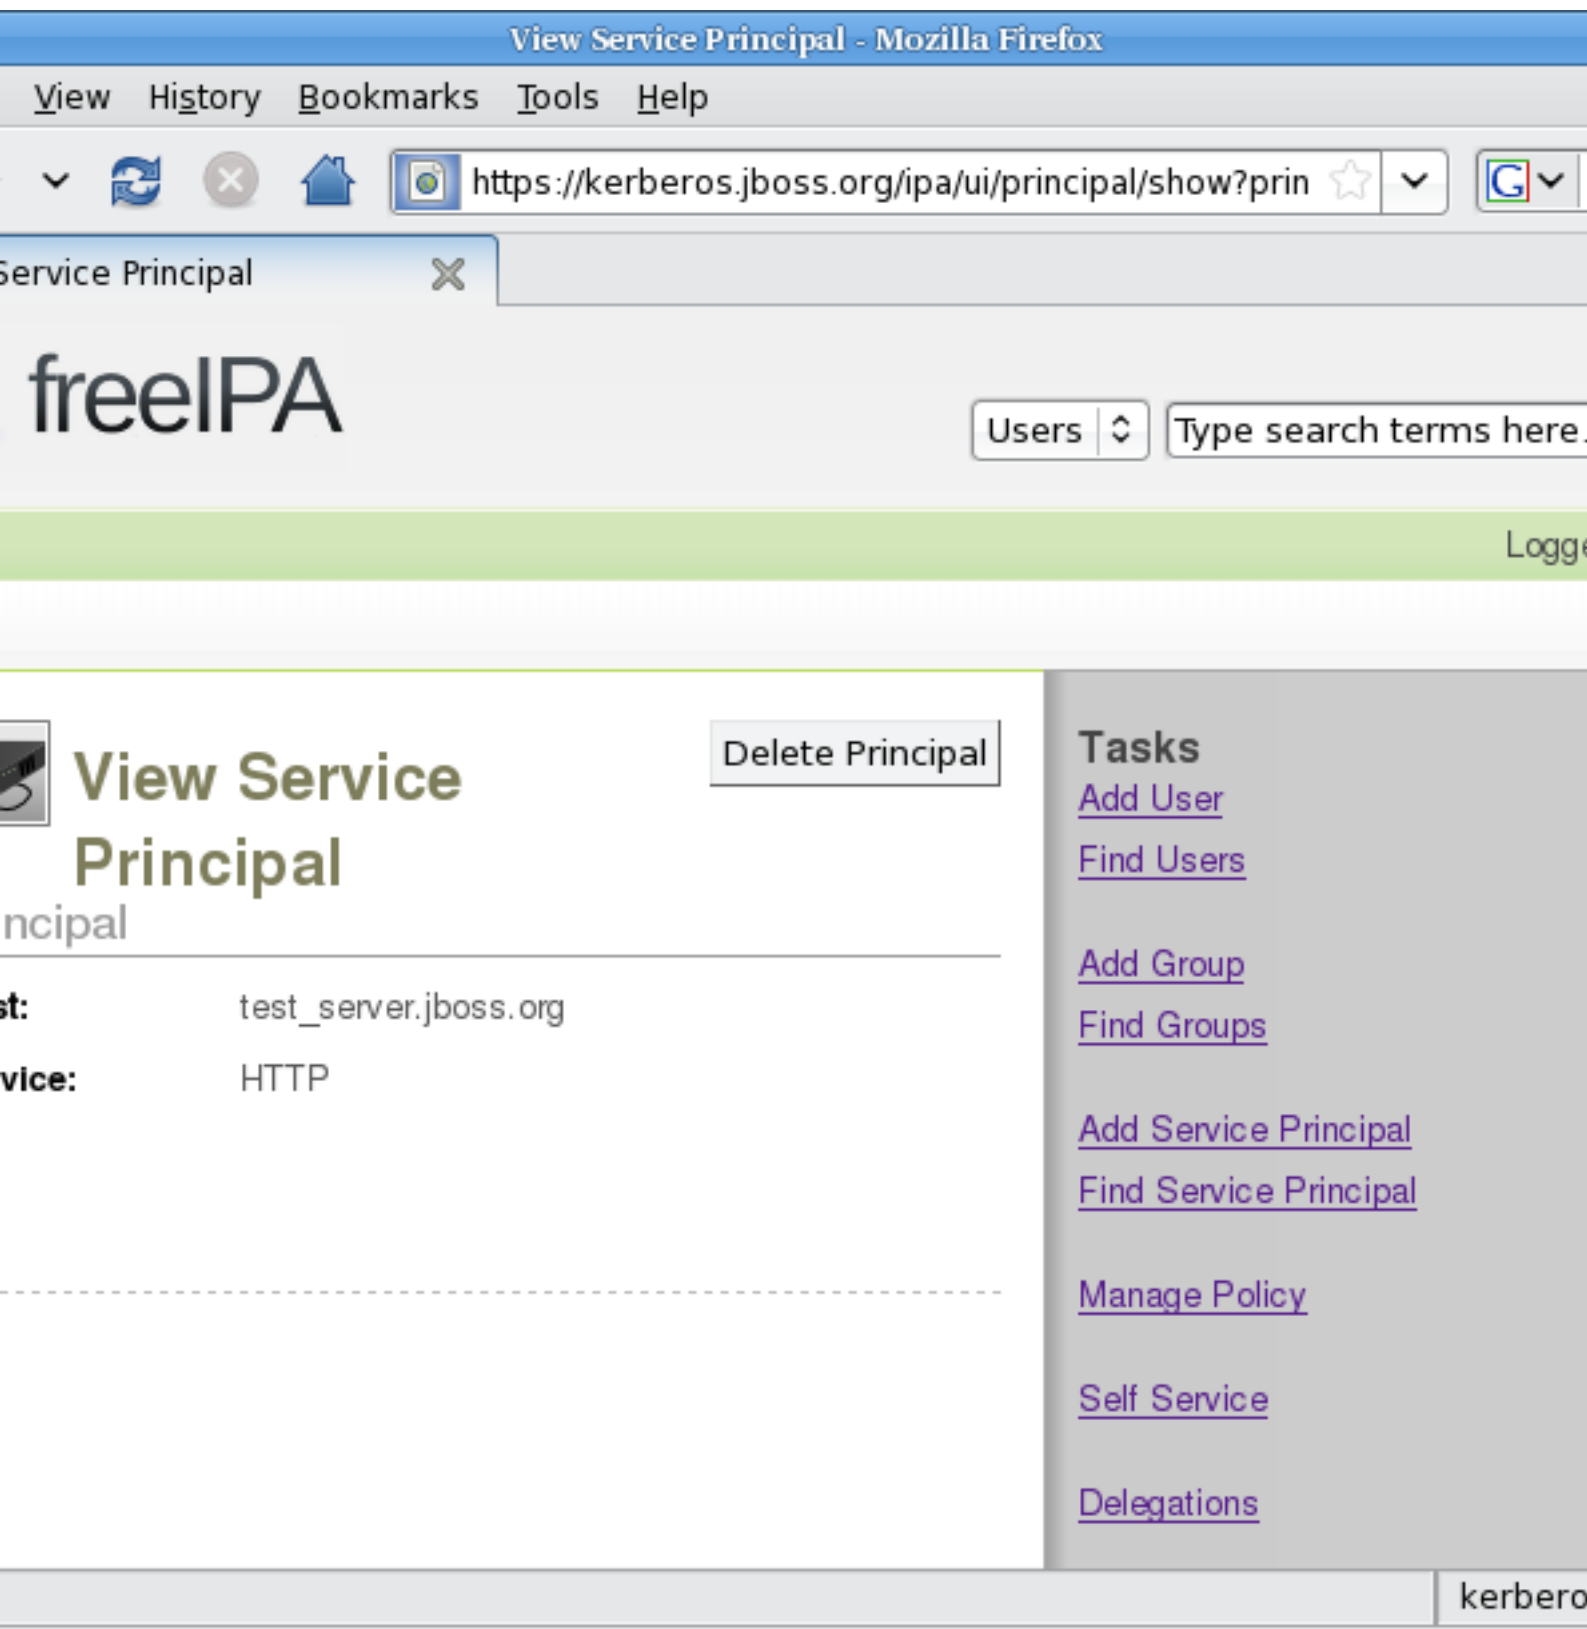 View Service Principal - Mozilla Firefox
View History Bookmarks Tools Help
https://kerberos.jboss.org/ipa/ui/principal/show?prin
G
Service Principal
freeIPA
Users Type search terms here.
Logge
View Service Delete Principal
Principal
ncipal
st: test_server.jboss.org
vice: HTTP
Tasks
Add User
Find Users
Add Group
Find Groups
Add Service Principal
Find Service Principal
Manage Policy
Self Service
Delegations
kerbero